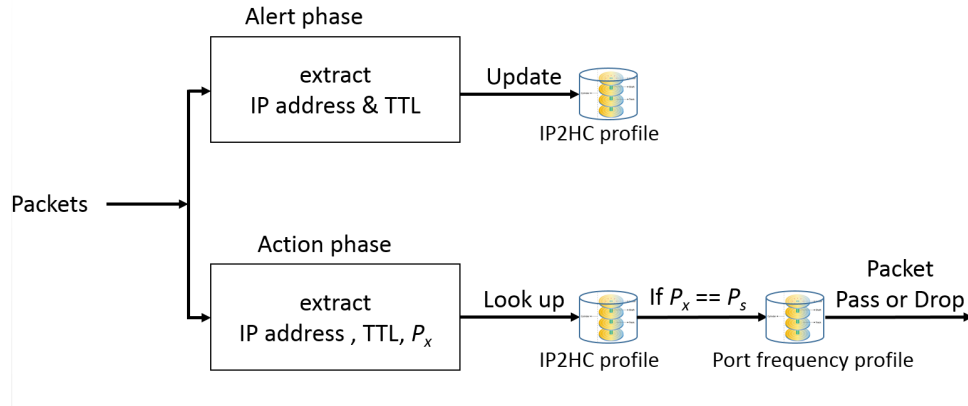 Alert phase
extract
IP address & TTL
Update
IP2HC profile
Packets
Action phase
extract
IP address , TTL, Px
Look up
IP2HC profile
If Px == Ps
Port frequency profile
Packet
Pass or Drop